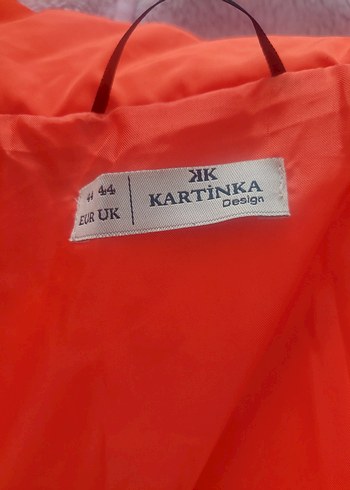 KK
44
KARTİNKA
EUR UK
Design